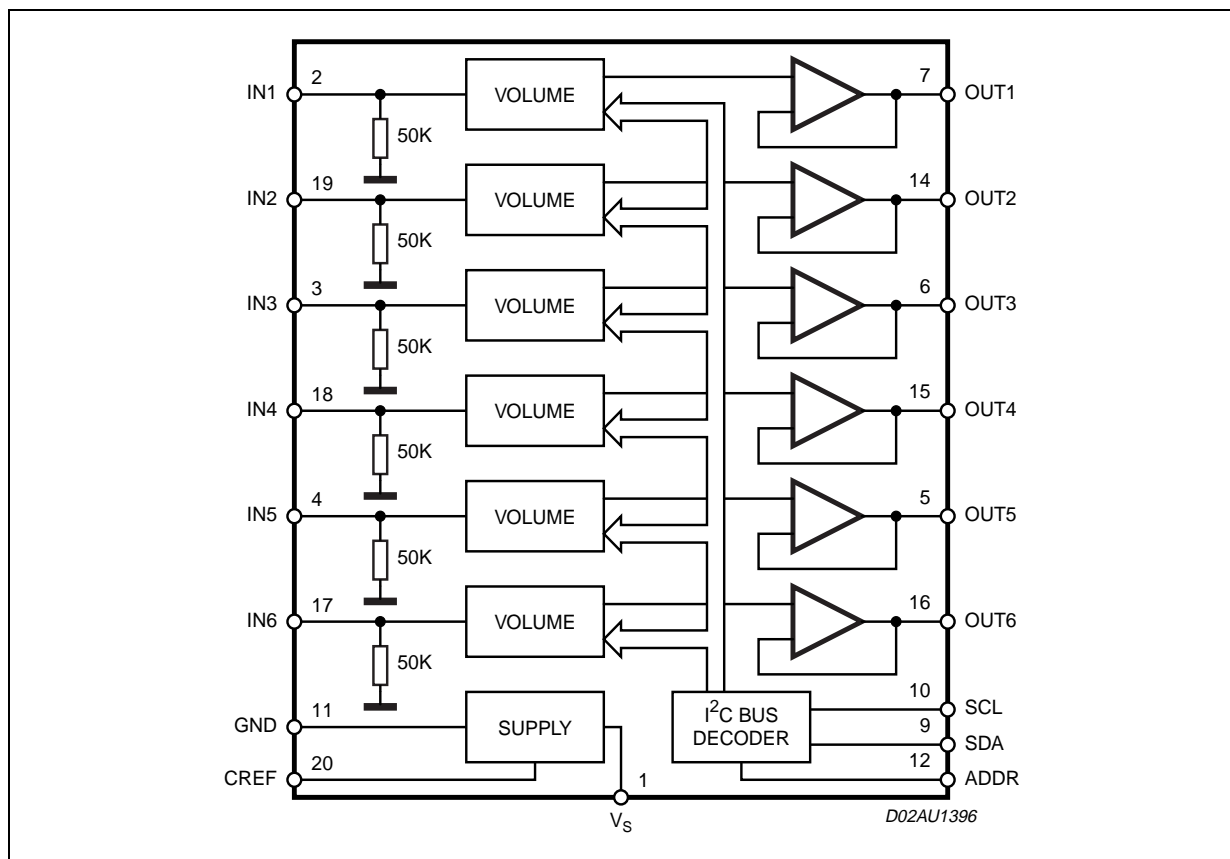 2 7
IN1 VOLUME OUT1
50K
19 14
IN2 VOLUME OUT2
50K
3 6
IN3 VOLUME OUT3
50K
18 15
IN4 VOLUME OUT4
50K
4 5
IN5 VOLUME OUT5
50K
17 16
IN6 VOLUME OUT6
50K
10
11 SCL
GND SUPPLY I²C BUS
DECODER 9
SDA
20 12
CREF 1 ADDR
VS
D02AU1396